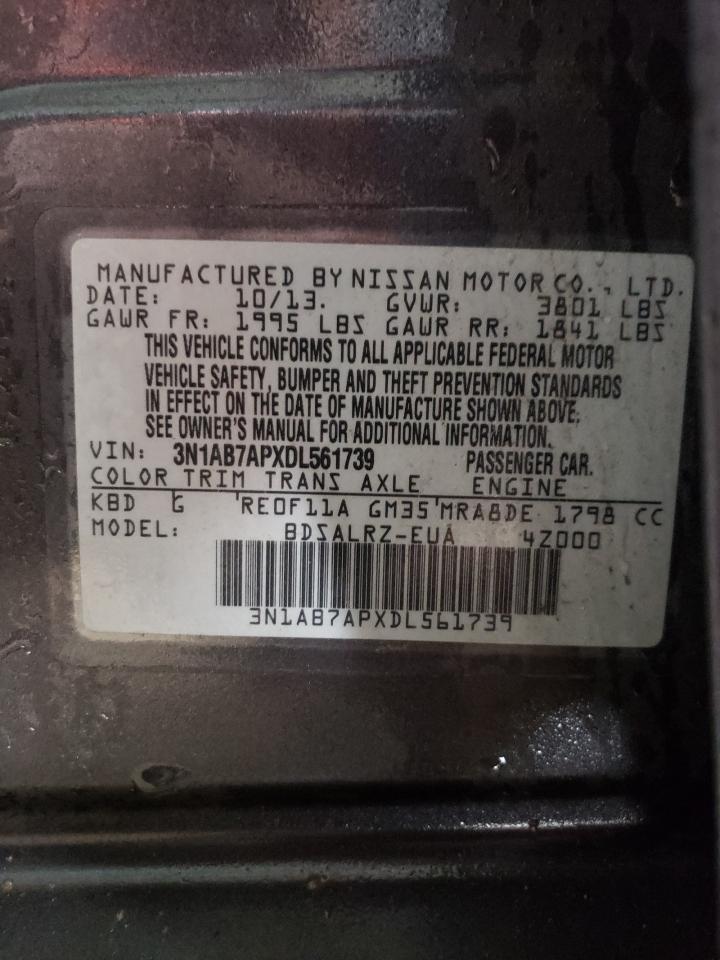 MANUFACTURED BY NISSAN MOTOR CO., LTD.
DATE: 10/13. GVWR: 3801 LBS
GAWR FR: 1995 LBS GAWR RR: 1841 LBS
THIS VEHICLE CONFORMS TO ALL APPLICABLE FEDERAL MOTOR
VEHICLE SAFETY, BUMPER AND THEFT PREVENTION STANDARDS
IN EFFECT ON THE DATE OF MANUFACTURE SHOWN ABOVE.
SEE OWNER'S MANUAL FOR ADDITIONAL INFORMATION.
VIN: 3N1AB7APXDL561739 PASSENGER CAR.
COLOR TRIM TRANS AXLE ENGINE
KBD G 'RE0F11A GM35'MRA8DE 1798 CC
MODEL: BDSALRZ-EUA 4Z000
3N1AB7APXDL561739